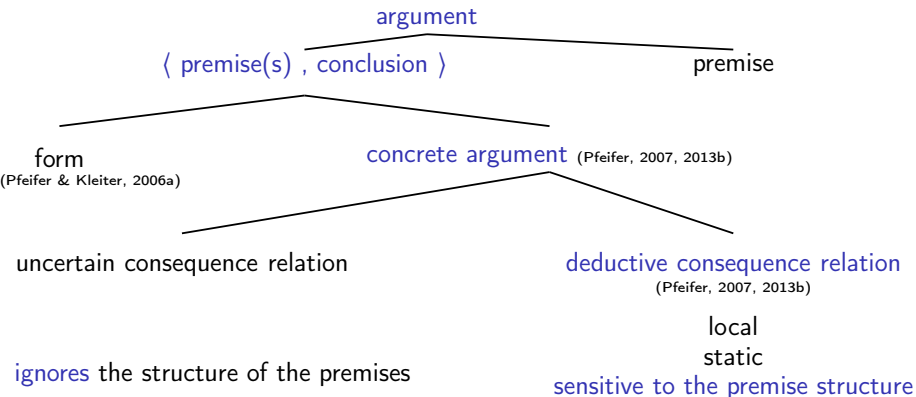 argument
⟨ premise(s) , conclusion ⟩
premise
form
(Pfeifer & Kleiter, 2006a)
concrete argument (Pfeifer, 2007, 2013b)
uncertain consequence relation
deductive consequence relation
(Pfeifer, 2007, 2013b)
local
static
ignores the structure of the premises
sensitive to the premise structure